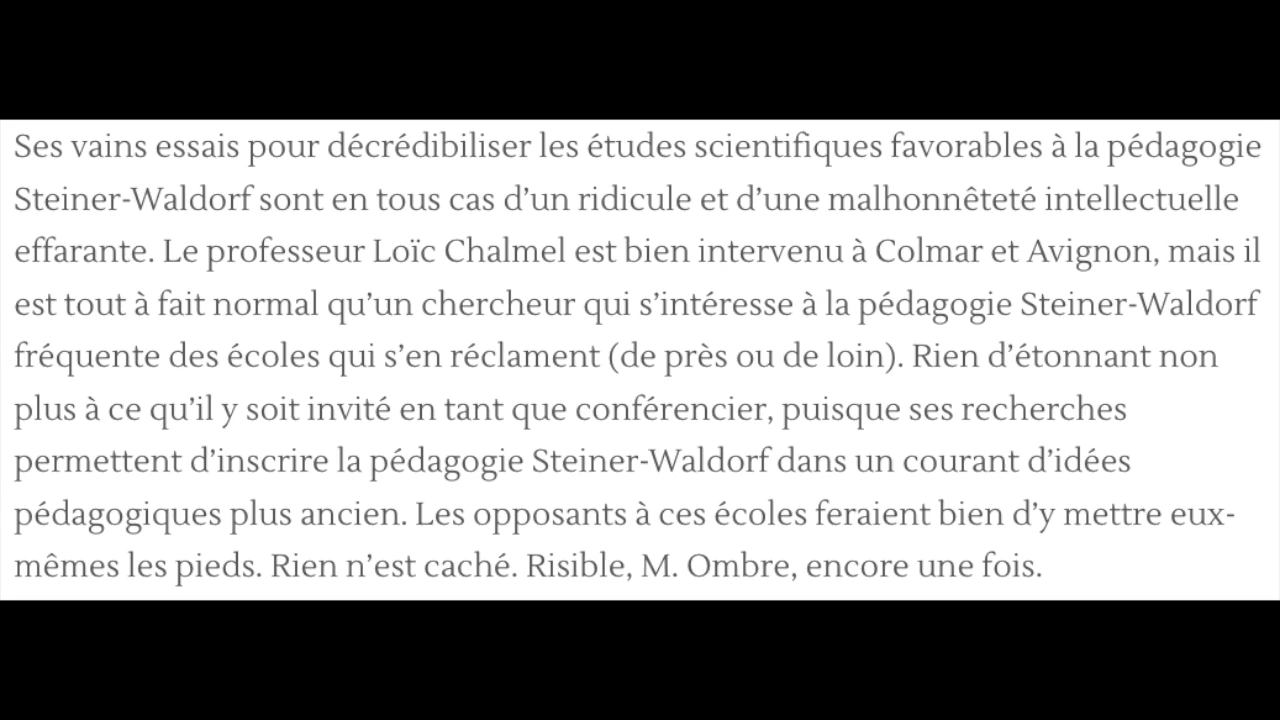 Ses vains essais pour décrédibiliser les études scientifiques favorables à la pédagogie
Steiner-Waldorf sont en tous cas d’un ridicule et d’une malhonnêteté intellectuelle
effarante. Le professeur Loïc Chalmel est bien intervenu à Colmar et Avignon, mais il
est tout à fait normal qu’un chercheur qui s’intéresse à la pédagogie Steiner-Waldorf
fréquente des écoles qui s’en réclament (de près ou de loin). Rien d’étonnant non
plus à ce qu’il y soit invité en tant que conférencier, puisque ses recherches
permettent d’inscrire la pédagogie Steiner-Waldorf dans un courant d’idées
pédagogiques plus ancien. Les opposants à ces écoles feraient bien d’y mettre eux-
mêmes les pieds. Rien n’est caché. Risible, M. Ombre, encore une fois.